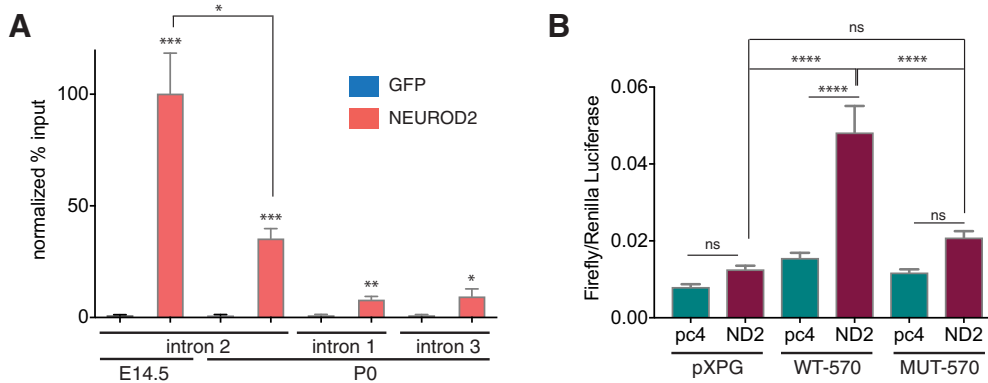 A
*
***
***
**
*
normalized % input
100
50
0
GFP
NEUROD2
intron 2
intron 1
intron 3
E14.5
P0
B
ns
****
****
****
ns
ns
Firefly/Renilla Luciferase
0.06
0.04
0.02
0.00
pc4 ND2 pc4 ND2 pc4 ND2
pXPG WT-570 MUT-570